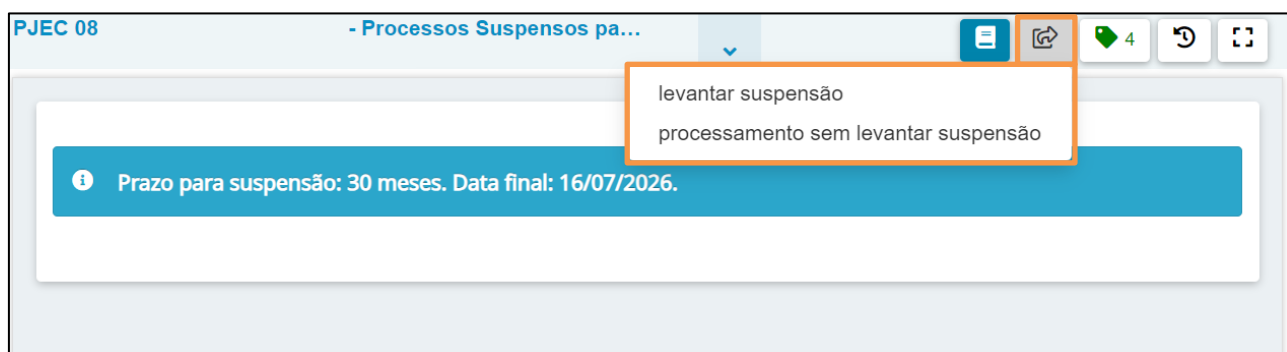 PJEC 08 - Processos Suspensos pa...
4
levantar suspensão
processamento sem levantar suspensão
Prazo para suspensão: 30 meses. Data final: 16/07/2026.